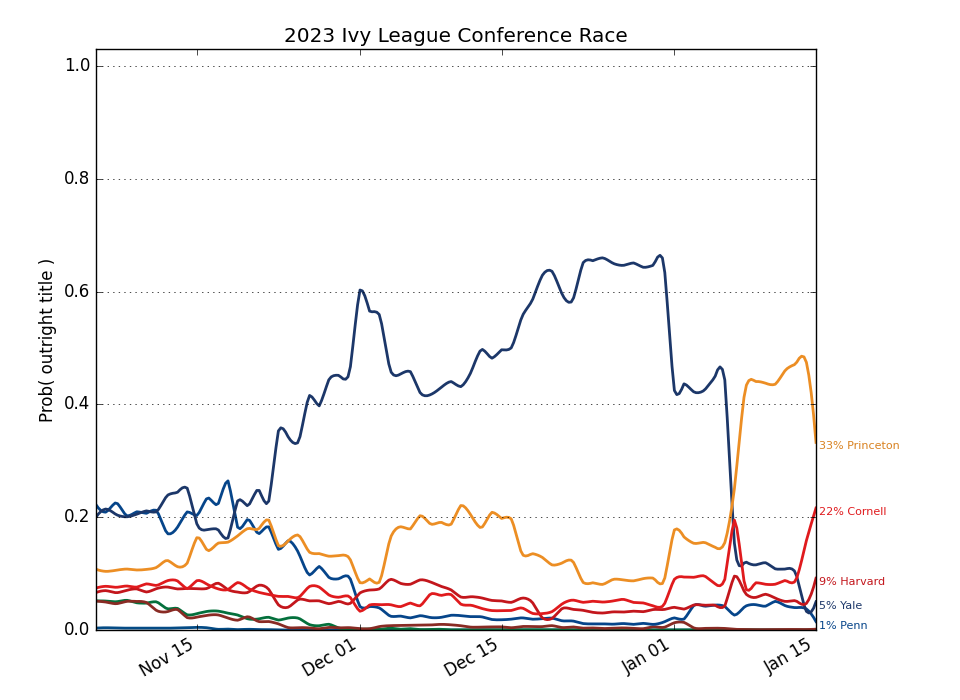 2023 Ivy League Conference Race
Prob( outright title )
1.0
0.8
0.6
0.4
0.2
0.0
33% Princeton
22% Cornell
9% Harvard
5% Yale
1% Penn
Nov 15
Dec 01
Dec 15
Jan 01
Jan 15